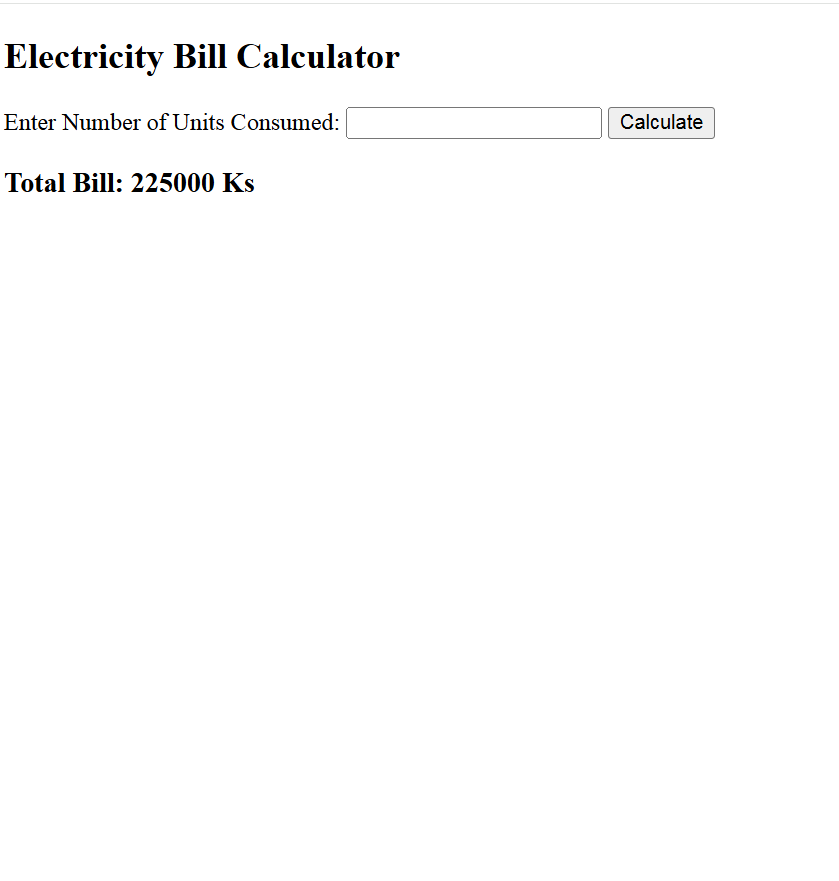 Electricity Bill Calculator
Enter Number of Units Consumed: Calculate
Total Bill: 225000 Ks